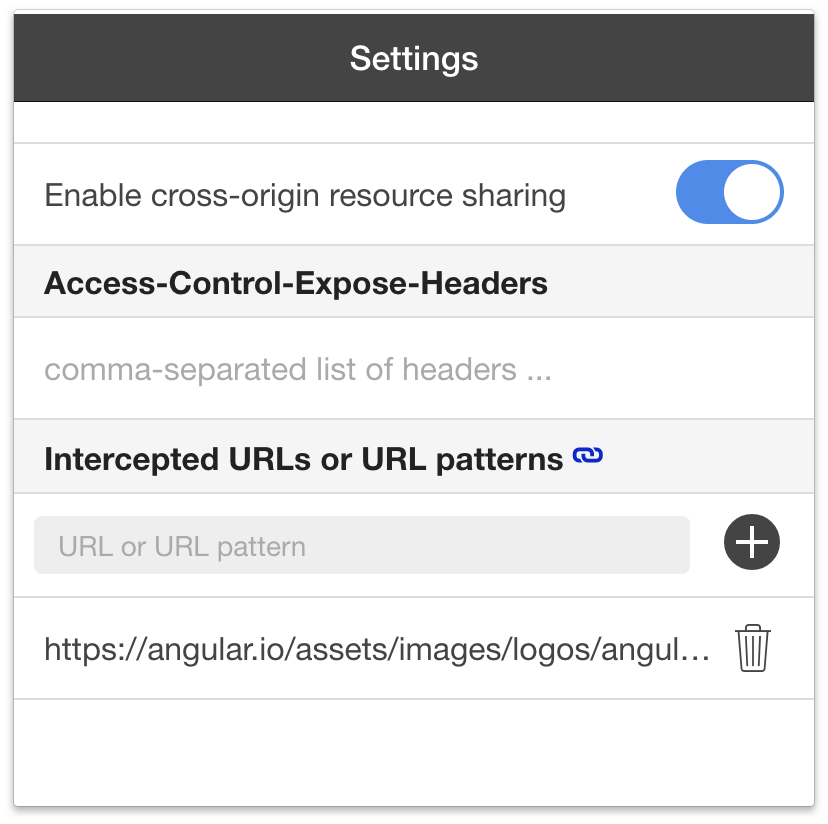 Settings
Enable cross-origin resource sharing
Access-Control-Expose-Headers
comma-separated list of headers ...
Intercepted URLs or URL patterns
URL or URL pattern
https://angular.io/assets/images/logos/angul...